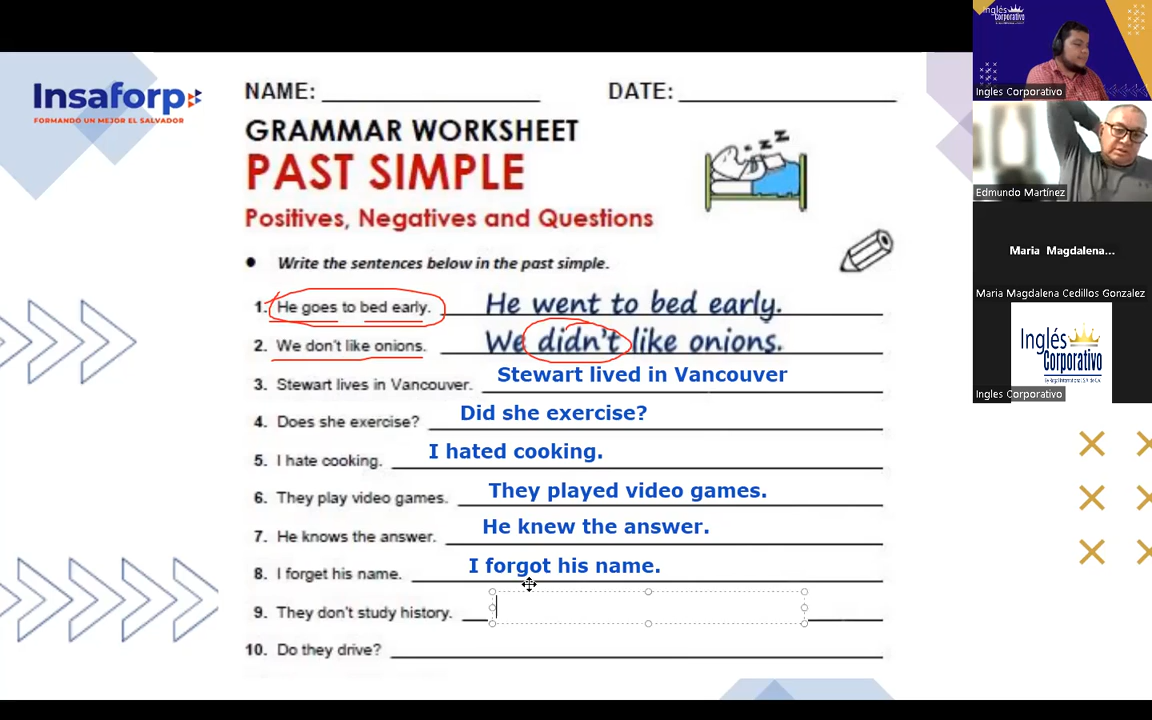 Insaforp
FORMANDO UN MEJOR EL SALVADOR
NAME: DATE:
GRAMMAR WORKSHEET
PAST SIMPLE
Positives, Negatives and Questions
z z z
• Write the sentences below in the past simple.
1. He goes to bed early. He went to bed early.
2. We don't like onions. We didn't like onions.
3. Stewart lives in Vancouver. Stewart lived in Vancouver
4. Does she exercise? Did she exercise?
5. I hate cooking. I hated cooking.
6. They play video games. They played video games.
7. He knows the answer. He knew the answer.
8. I forget his name. I forgot his name.
9. They don't study history.
10. Do they drive?
Inglés
Corporativo
Ingles Corporativo
Edmundo Martínez
Maria Magdalena...
Maria Magdalena Cedillos Gonzalez
Inglés
Corporativo
Ingles Corporativo